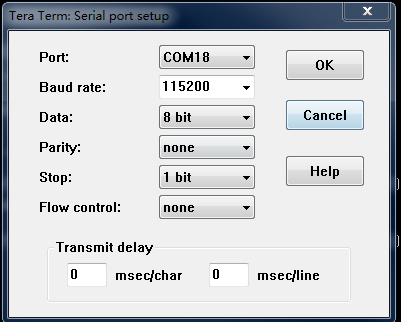 Tera Term: Serial port setup
x
Port: COM18 OK
Baud rate: 115200
Data: 8 bit Cancel
Parity: none
Stop: 1 bit Help
Flow control: none
Transmit delay
0 msec/char 0 msec/line